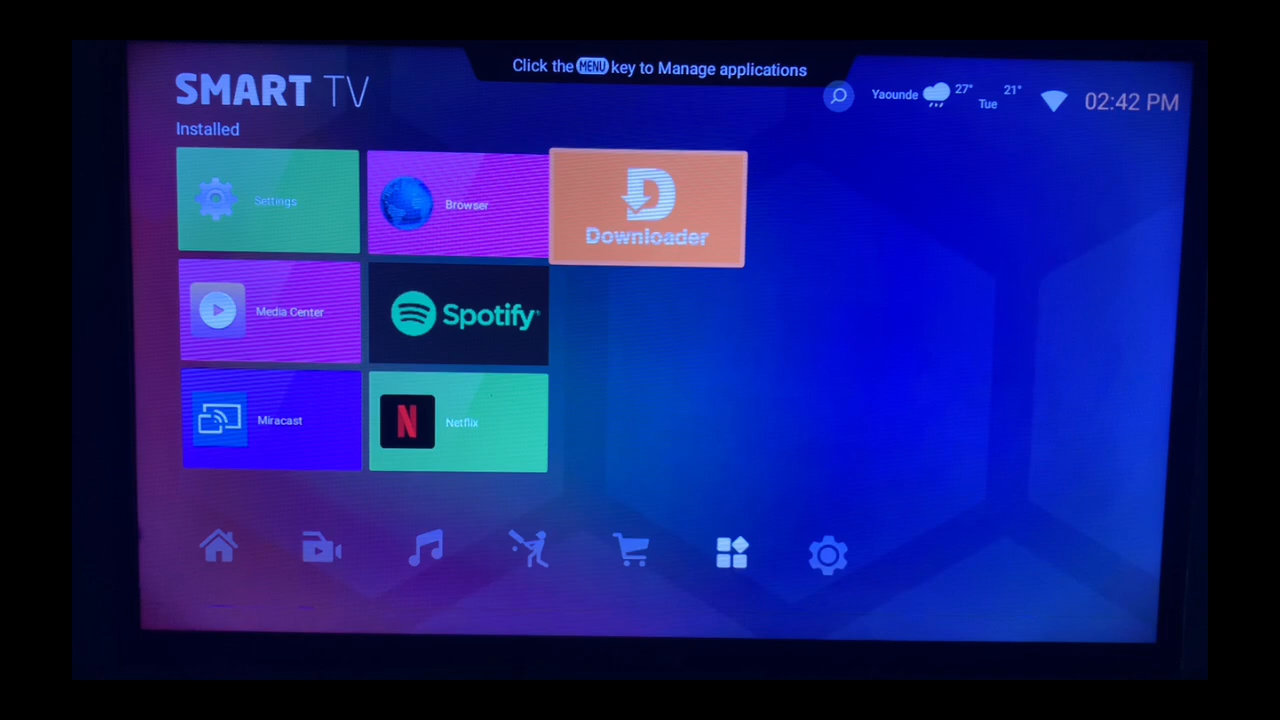 Click the MENU key to Manage applications
SMART TV
Yaounde 27° Tue 21° 02:42 PM
Installed
Settings
Browser
Downloader
Media Center
Spotify
Miracast
N Netflix